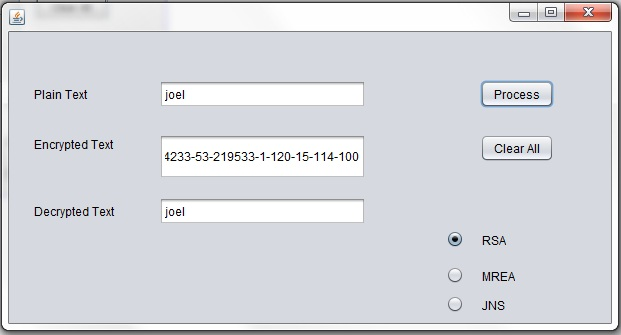 Plain Text
joel
Process
Encrypted Text
4233-53-219533-1-120-15-114-100
Clear All
Decrypted Text
joel
RSA
MREA
JNS